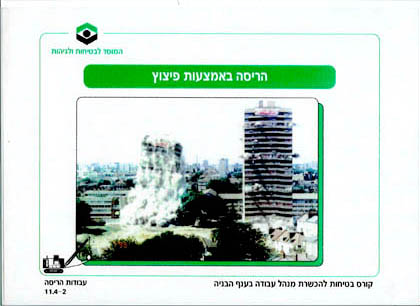 המוסד לבטיחות ולגיהות
הריסה באמצעות פיצוץ
קורס בטיחות להכשרת מנהל עבודה בענף הבניה
עבודות הריסה
11.4 - 2